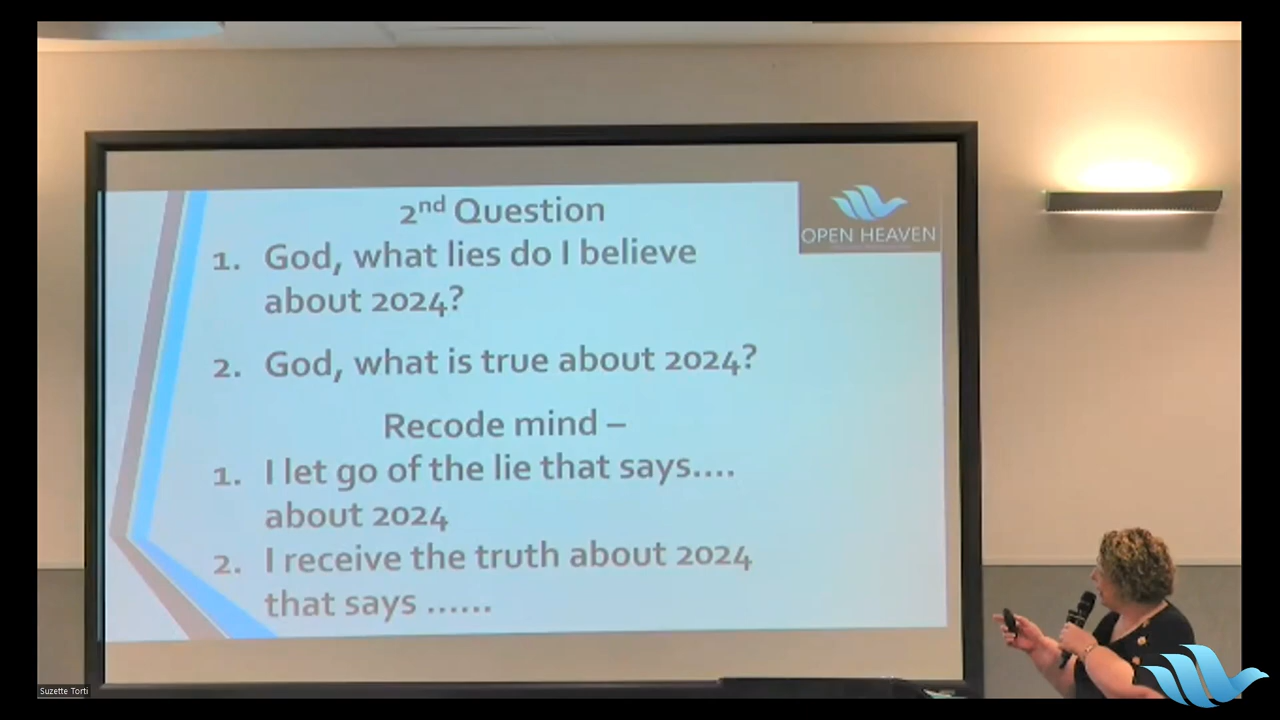 2nd Question
OPEN HEAVEN
1. God, what lies do I believe
about 2024?
2. God, what is true about 2024?
Recode mind –
1. I let go of the lie that says....
about 2024
2. I receive the truth about 2024
that says ......
Suzette Torti